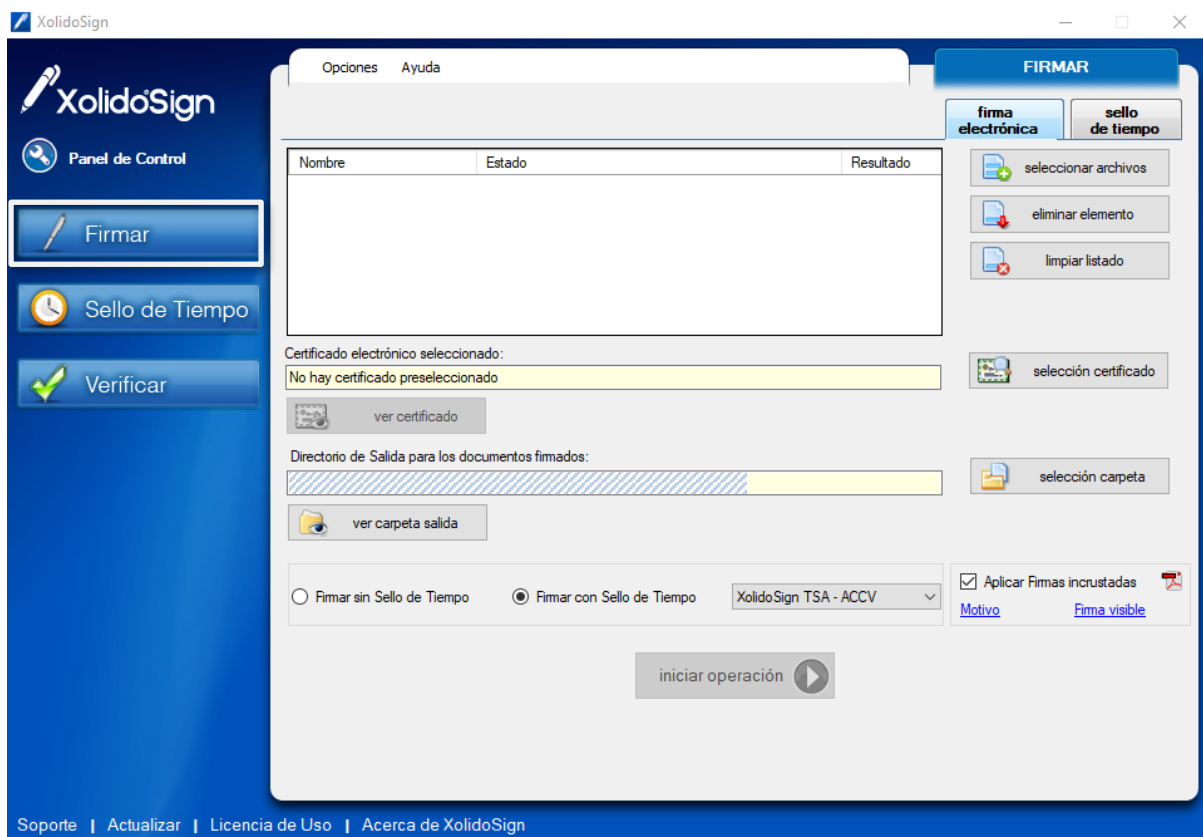 XolidoSign
XolidoSign
Panel de Control
Firmar
Sello de Tiempo
Verificar
Opciones Ayuda
FIRMAR
firma
electrónica
sello
de tiempo
Nombre Estado Resultado
seleccionar archivos
eliminar elemento
limpiar listado
Certificado electrónico seleccionado:
No hay certificado preseleccionado
selección certificado
ver certificado
Directorio de Salida para los documentos firmados:
selección carpeta
ver carpeta salida
Firmar sin Sello de Tiempo Firmar con Sello de Tiempo XolidoSign TSA - ACCV
Aplicar Firmas incrustadas
Motivo Firma visible
iniciar operación
Soporte | Actualizar | Licencia de Uso | Acerca de XolidoSign